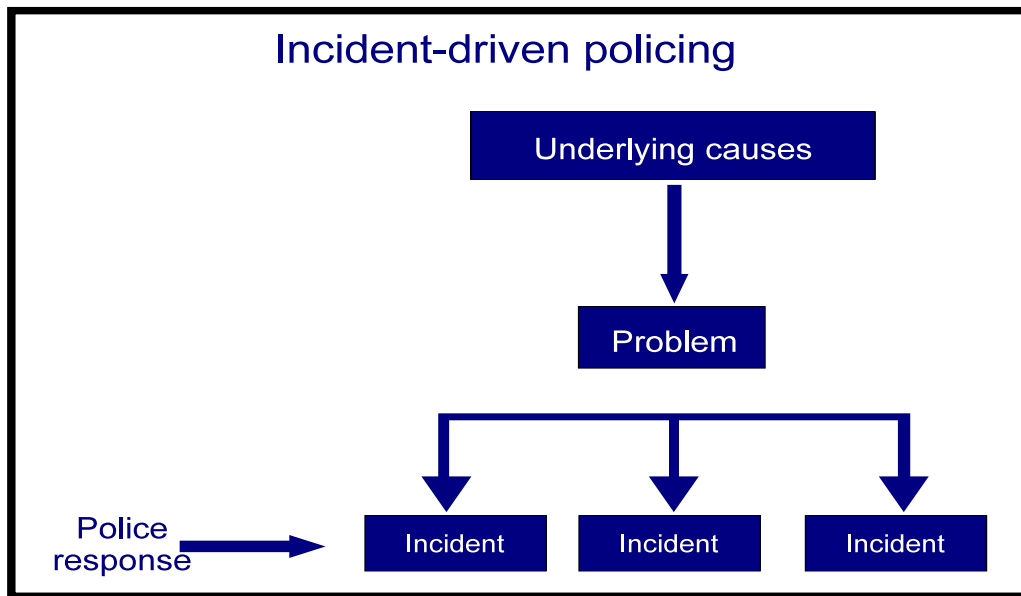 Incident-driven policing
Underlying causes
Problem
Police
response
Incident
Incident
Incident